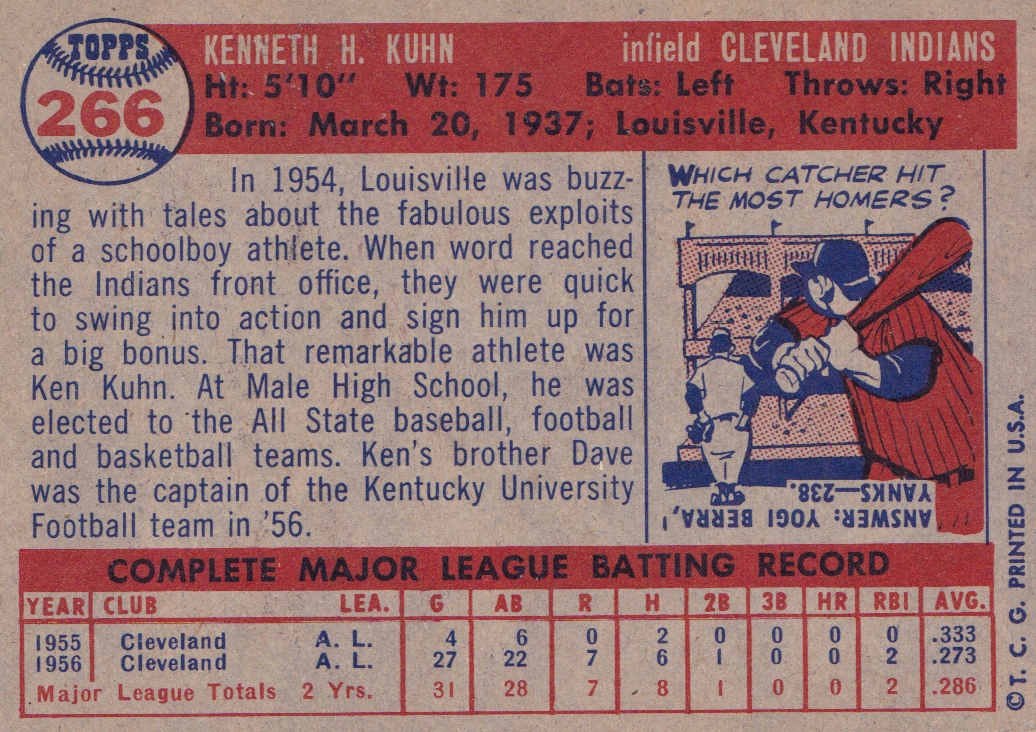 TOPPS
266
KENNETH H. KUHN infield CLEVELAND INDIANS
Ht: 5'10" Wt: 175 Bats: Left Throws: Right
Born: March 20, 1937; Louisville, Kentucky
In 1954, Louisville was buzz-
ing with tales about the fabulous exploits
of a schoolboy athlete. When word reached
the Indians front office, they were quick
to swing into action and sign him up for
a big bonus. That remarkable athlete was
Ken Kuhn. At Male High School, he was
elected to the All State baseball, football
and basketball teams. Ken's brother Dave
was the captain of the Kentucky University
Football team in '56.
WHICH CATCHER HIT
THE MOST HOMERS?
ANSWER: YOGI BERRA,
YANKS—238.
COMPLETE MAJOR LEAGUE BATTING RECORD
YEAR CLUB LEA. G AB R H 2B 3B HR RBI AVG.
1955 Cleveland A. L. 4 6 0 2 0 0 0 0 .333
1956 Cleveland A. L. 27 22 7 6 1 0 0 2 .273
Major League Totals 2 Yrs. 31 28 7 8 1 0 0 2 .286
©T. C. G. PRINTED IN U.S.A.